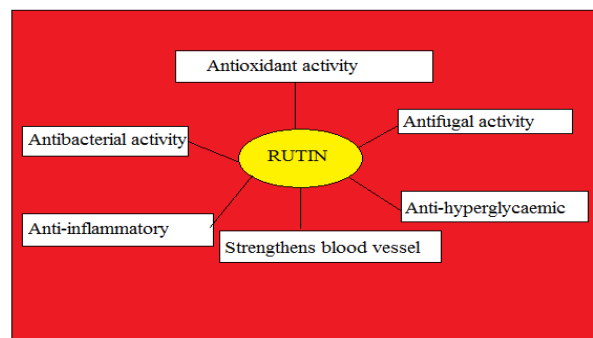 Antioxidant activity
Antifugal activity
Antibacterial activity
RUTIN
Anti-hyperglycaemic
Anti-inflammatory
Strengthens blood vessel